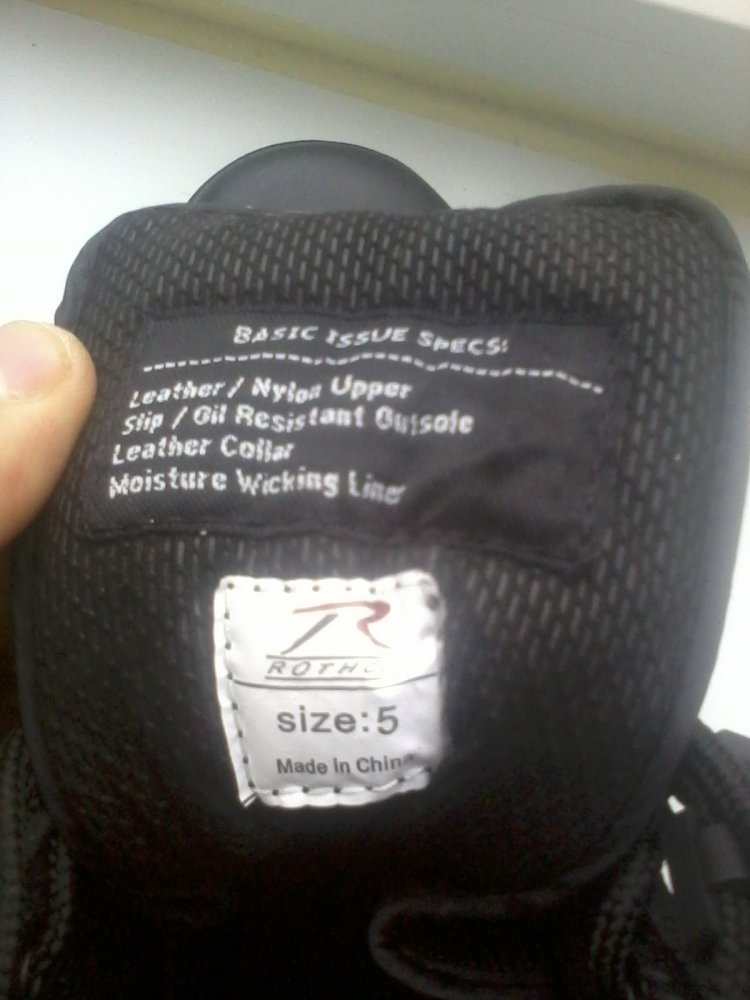 BASIC ISSUE SPECS:
Leather / Nylon Upper
Slip / Oil Resistant Outsole
Leather Collar
Moisture Wicking Liner
ROTHC
size:5
Made in China